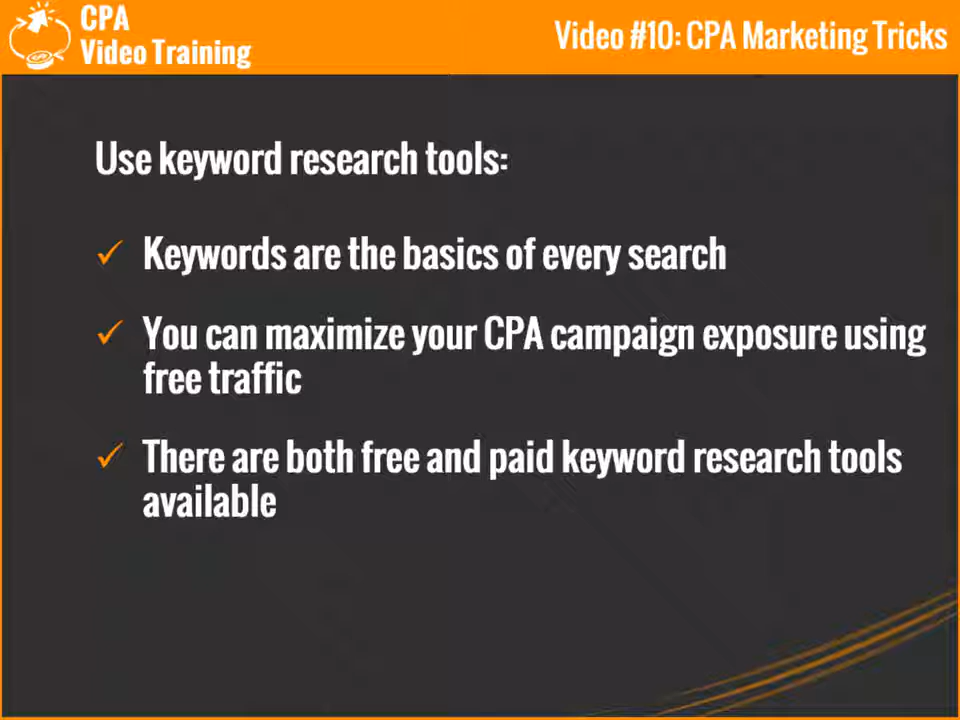 CPA
Video Training
Video #10: CPA Marketing Tricks
Use keyword research tools:
Keywords are the basics of every search
You can maximize your CPA campaign exposure using
free traffic
There are both free and paid keyword research tools
available